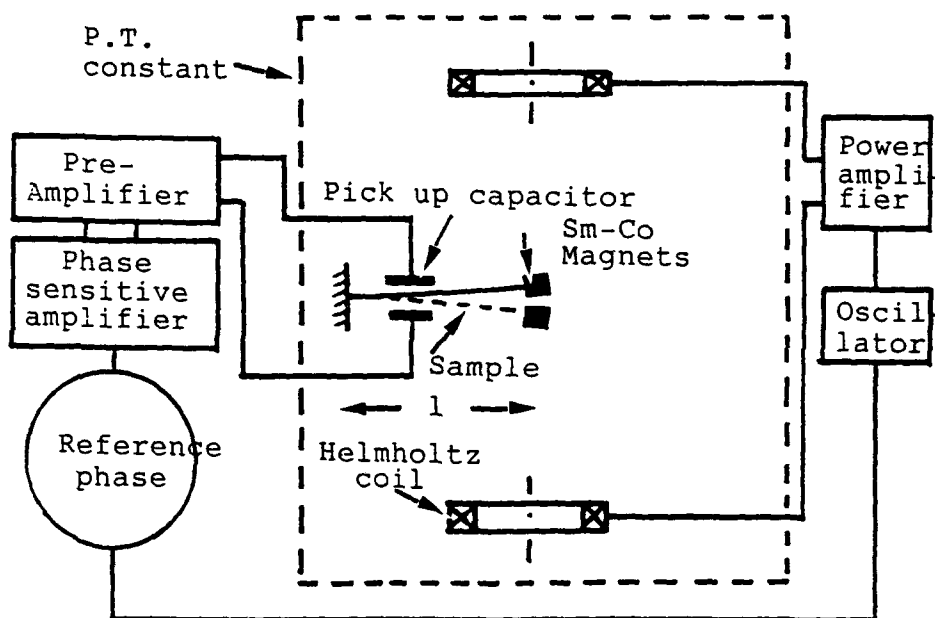 P.T.
constant
Pre-
Amplifier
Phase
sensitive
amplifier
Reference
phase
Pick up capacitor
Sm-Co
Magnets
Sample
l
Helmholtz
coil
Power
ampli-
fier
Oscil-
lator